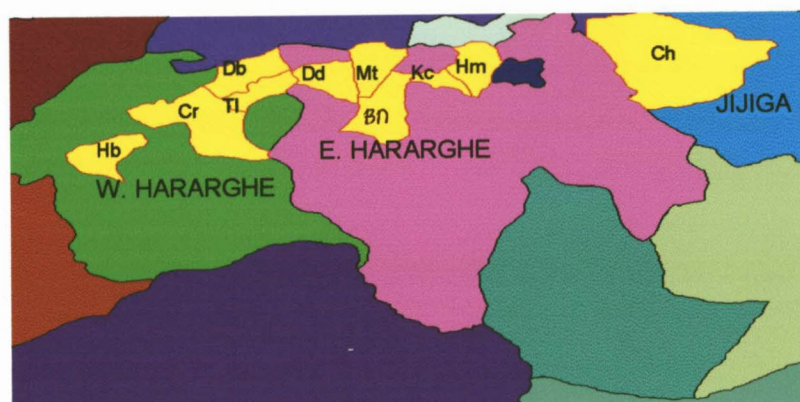 Ch
Db
Dd
Mt
Kc
Hm
Cr
Tl
JIJIGA
Hb
E. HARARGHE
W. HARARGHE